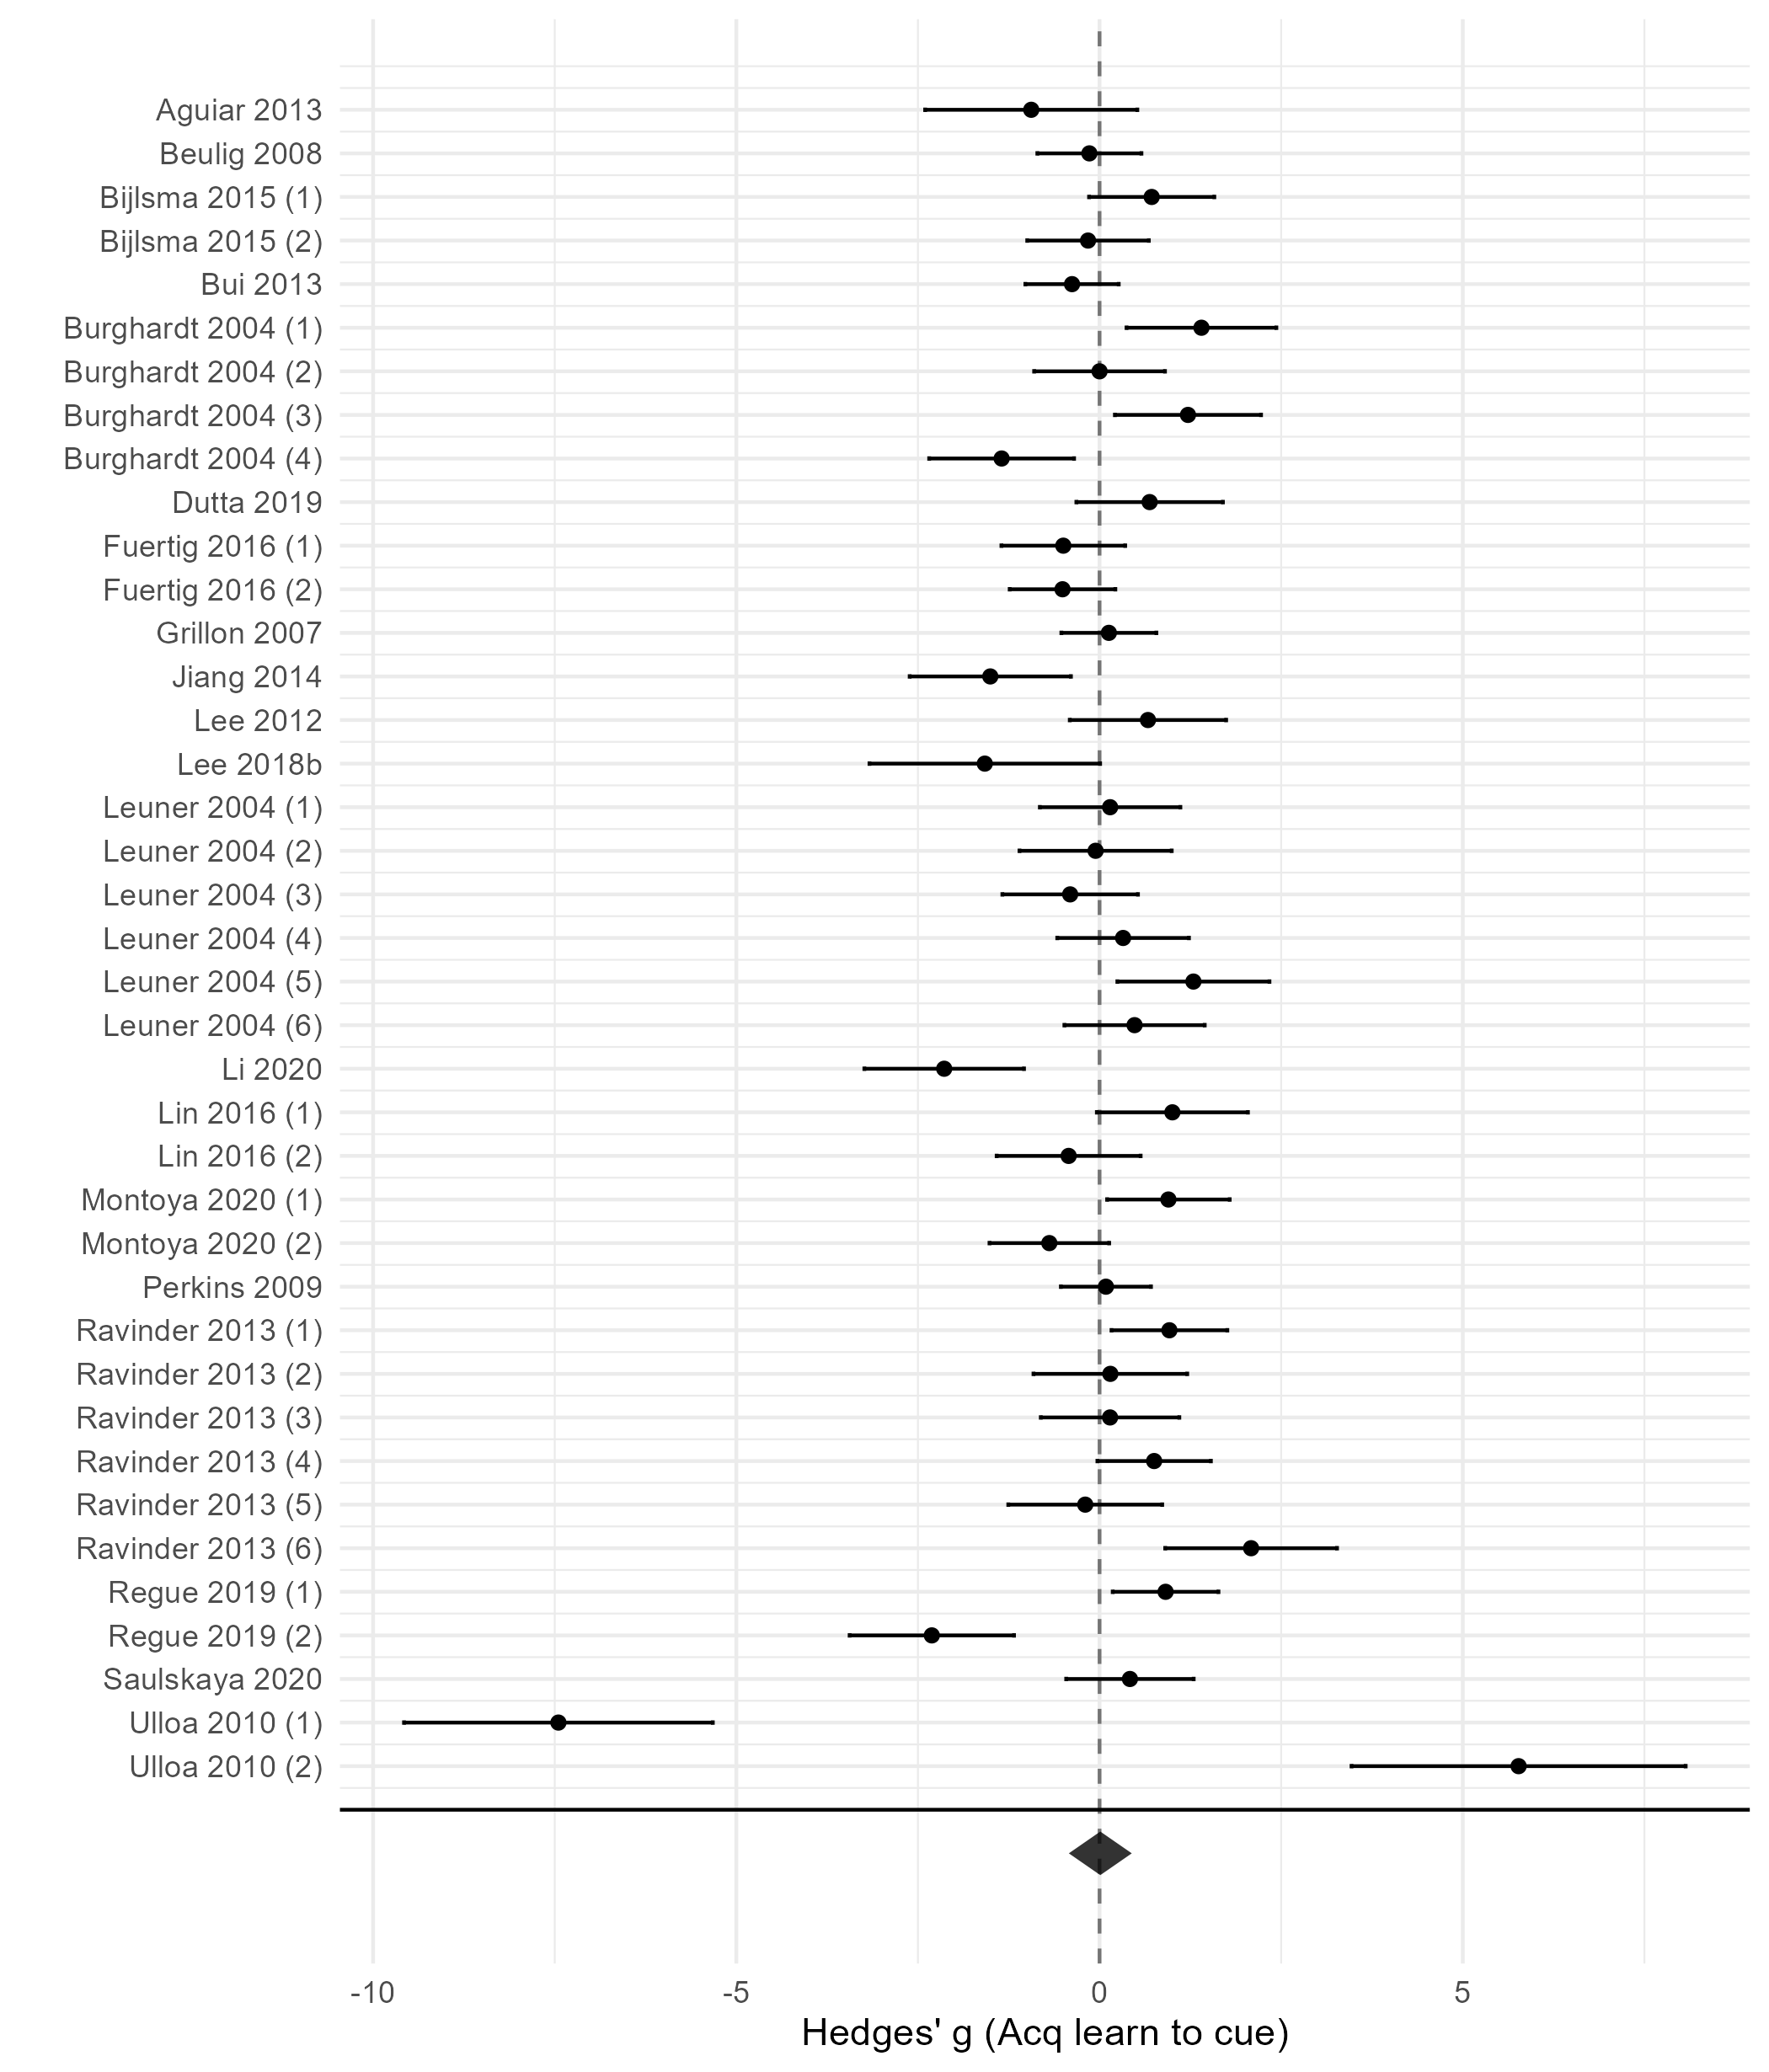 Aguiar 2013
Beulig 2008
Bijlsma 2015 (1)
Bijlsma 2015 (2)
Bui 2013
Burghardt 2004 (1)
Burghardt 2004 (2)
Burghardt 2004 (3)
Burghardt 2004 (4)
Dutta 2019
Fuertig 2016 (1)
Fuertig 2016 (2)
Grillon 2007
Jiang 2014
Lee 2012
Lee 2018b
Leuner 2004 (1)
Leuner 2004 (2)
Leuner 2004 (3)
Leuner 2004 (4)
Leuner 2004 (5)
Leuner 2004 (6)
Li 2020
Lin 2016 (1)
Lin 2016 (2)
Montoya 2020 (1)
Montoya 2020 (2)
Perkins 2009
Ravinder 2013 (1)
Ravinder 2013 (2)
Ravinder 2013 (3)
Ravinder 2013 (4)
Ravinder 2013 (5)
Ravinder 2013 (6)
Regue 2019 (1)
Regue 2019 (2)
Saulskaya 2020
Ulloa 2010 (1)
Ulloa 2010 (2)
-10 -5 0 5
Hedges' g (Acq learn to cue)